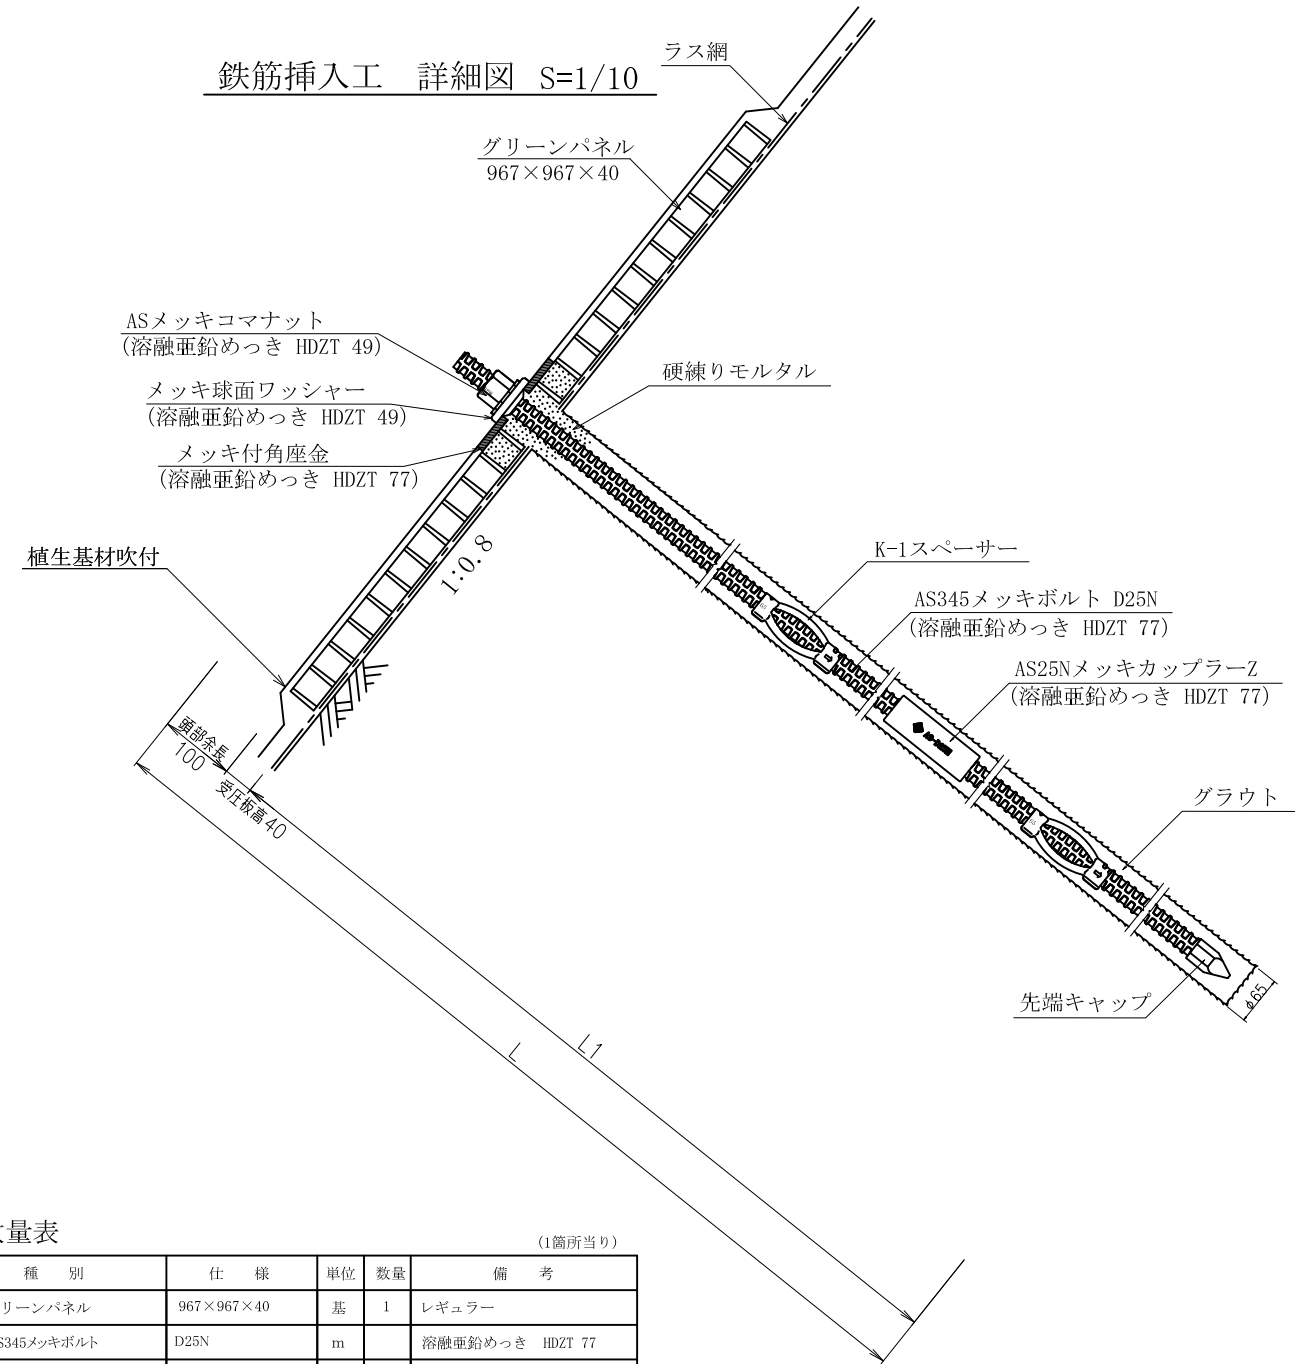 鉄筋挿入工　詳細図　S=1/10
ラス網
グリーンパネル
967×967×40
ASメッキコマナット
(溶融亜鉛めっき HDZT 49)
メッキ球面ワッシャー
(溶融亜鉛めっき HDZT 49)
メッキ付角座金
(溶融亜鉛めっき HDZT 77)
硬練りモルタル
植生基材吹付
1:0.8
K-1スペーサー
AS345メッキボルト D25N
(溶融亜鉛めっき HDZT 77)
AS25NメッキカップラーZ
(溶融亜鉛めっき HDZT 77)
グラウト
先端キャップ
φ65
頭部余長
100
受圧板高40
L1
L
量表
(1箇所当り)
種　別　仕　様　単位　数量　備　考
リーンパネル　967×967×40　基　1　レギュラー
S345メッキボルト　D25N　m　溶融亜鉛めっき　HDZT 77